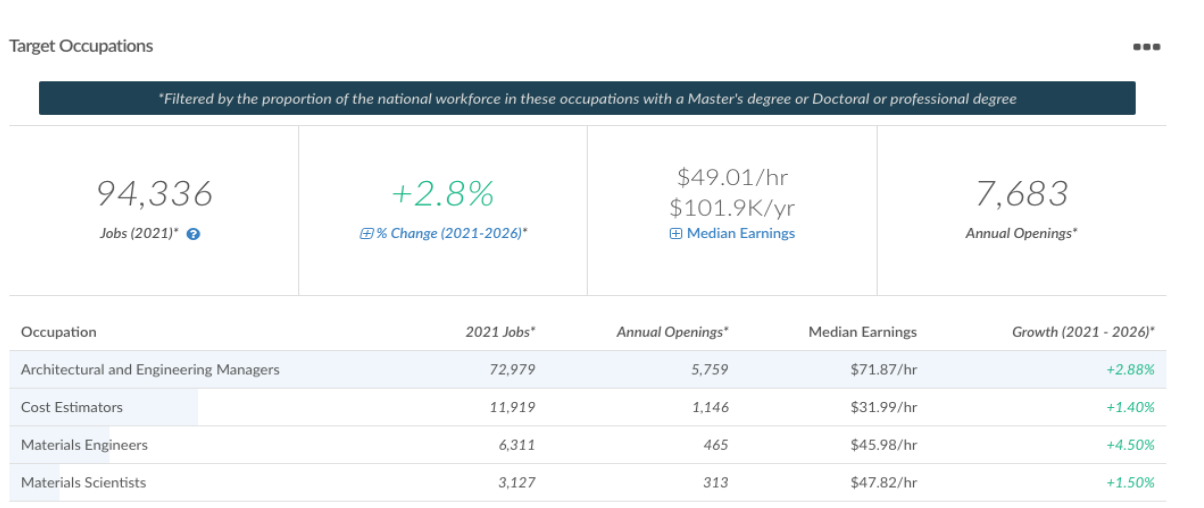 Target Occupations
*Filtered by the proportion of the national workforce in these occupations with a Master's degree or Doctoral or professional degree
94,336
Jobs (2021)*
+2.8%
% Change (2021-2026)*
$49.01/hr
$101.9K/yr
Median Earnings
7,683
Annual Openings*
Occupation 2021 Jobs* Annual Openings* Median Earnings Growth (2021 - 2026)*
Architectural and Engineering Managers 72,979 5,759 $71.87/hr +2.88%
Cost Estimators 11,919 1,146 $31.99/hr +1.40%
Materials Engineers 6,311 465 $45.98/hr +4.50%
Materials Scientists 3,127 313 $47.82/hr +1.50%